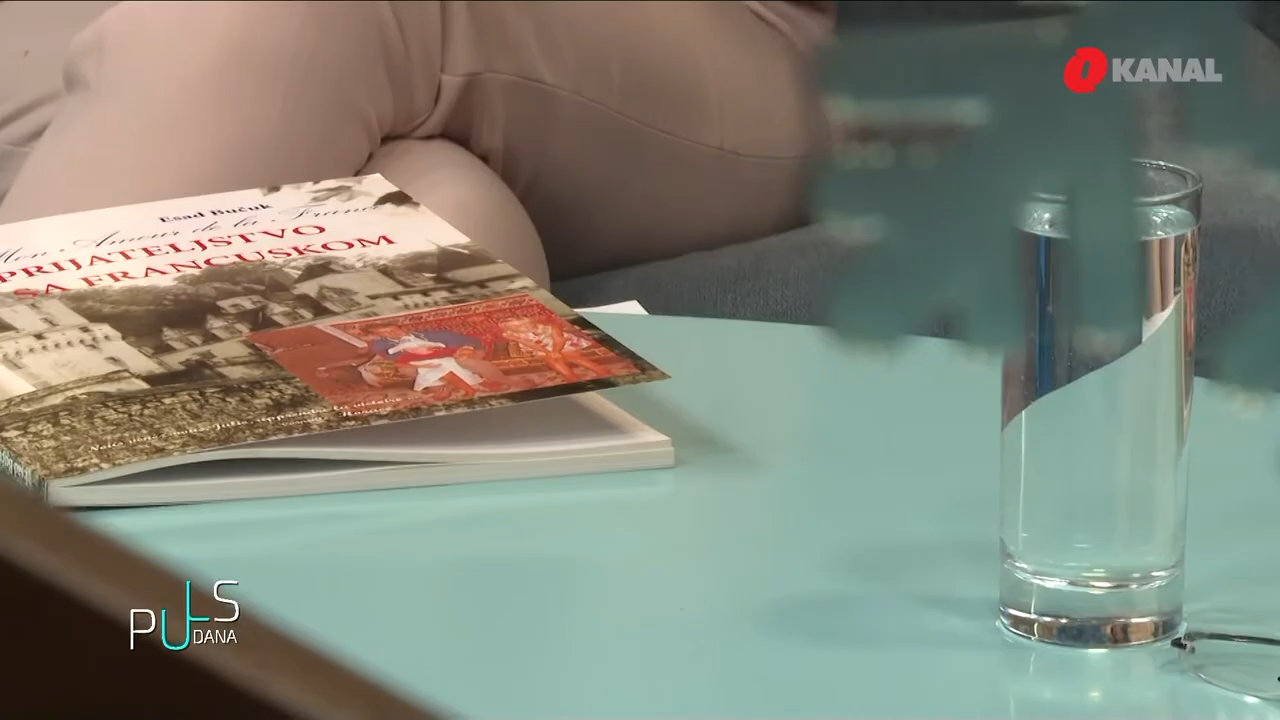 O KANAL
Esad Bučuk
Mon Amour de la France
PRIJATELJSTVO
SA FRANCUSKOM
PULS
DANA